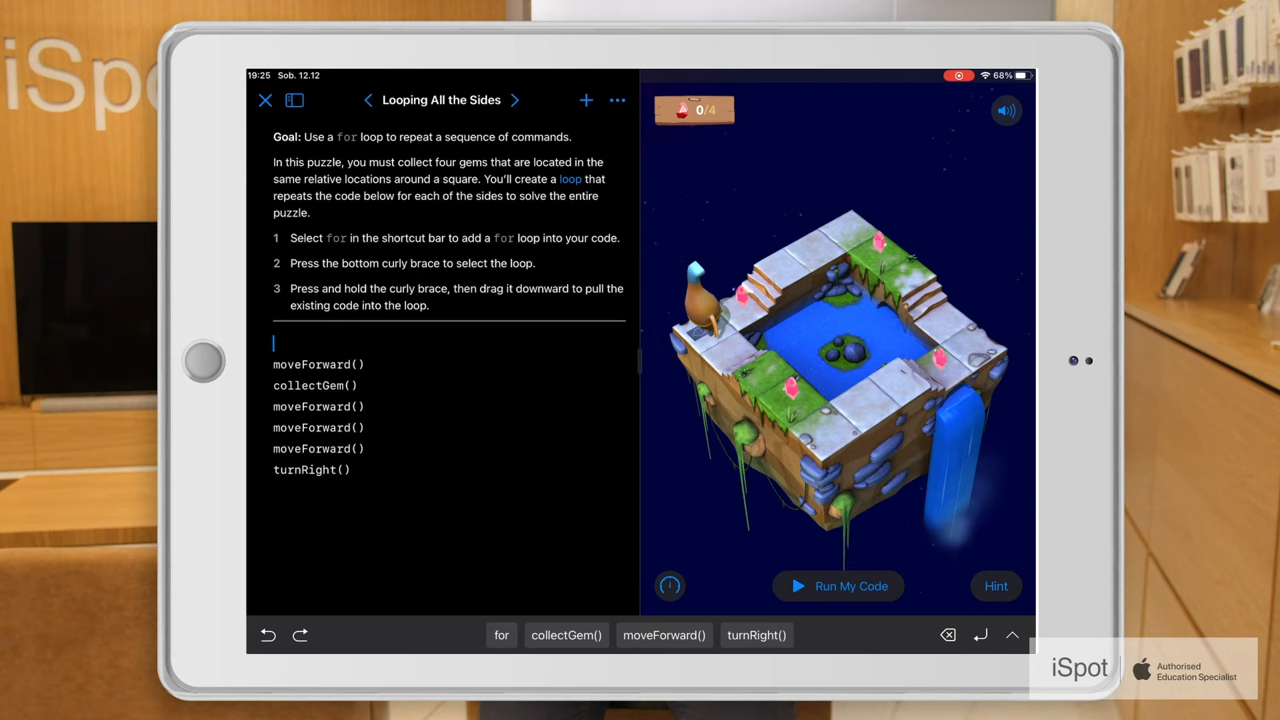 iSp
19:25 Sob. 12.12
68%
Looping All the Sides
Goal: Use a for loop to repeat a sequence of commands.
In this puzzle, you must collect four gems that are located in the
same relative locations around a square. You'll create a loop that
repeats the code below for each of the sides to solve the entire
puzzle.
1 Select for in the shortcut bar to add a for loop into your code.
2 Press the bottom curly brace to select the loop.
3 Press and hold the curly brace, then drag it downward to pull the
existing code into the loop.
moveForward()
collectGem()
moveForward()
moveForward()
moveForward()
turnRight()
0/4
Run My Code
Hint
for collectGem() moveForward() turnRight()
iSpot
Authorised
Education Specialist